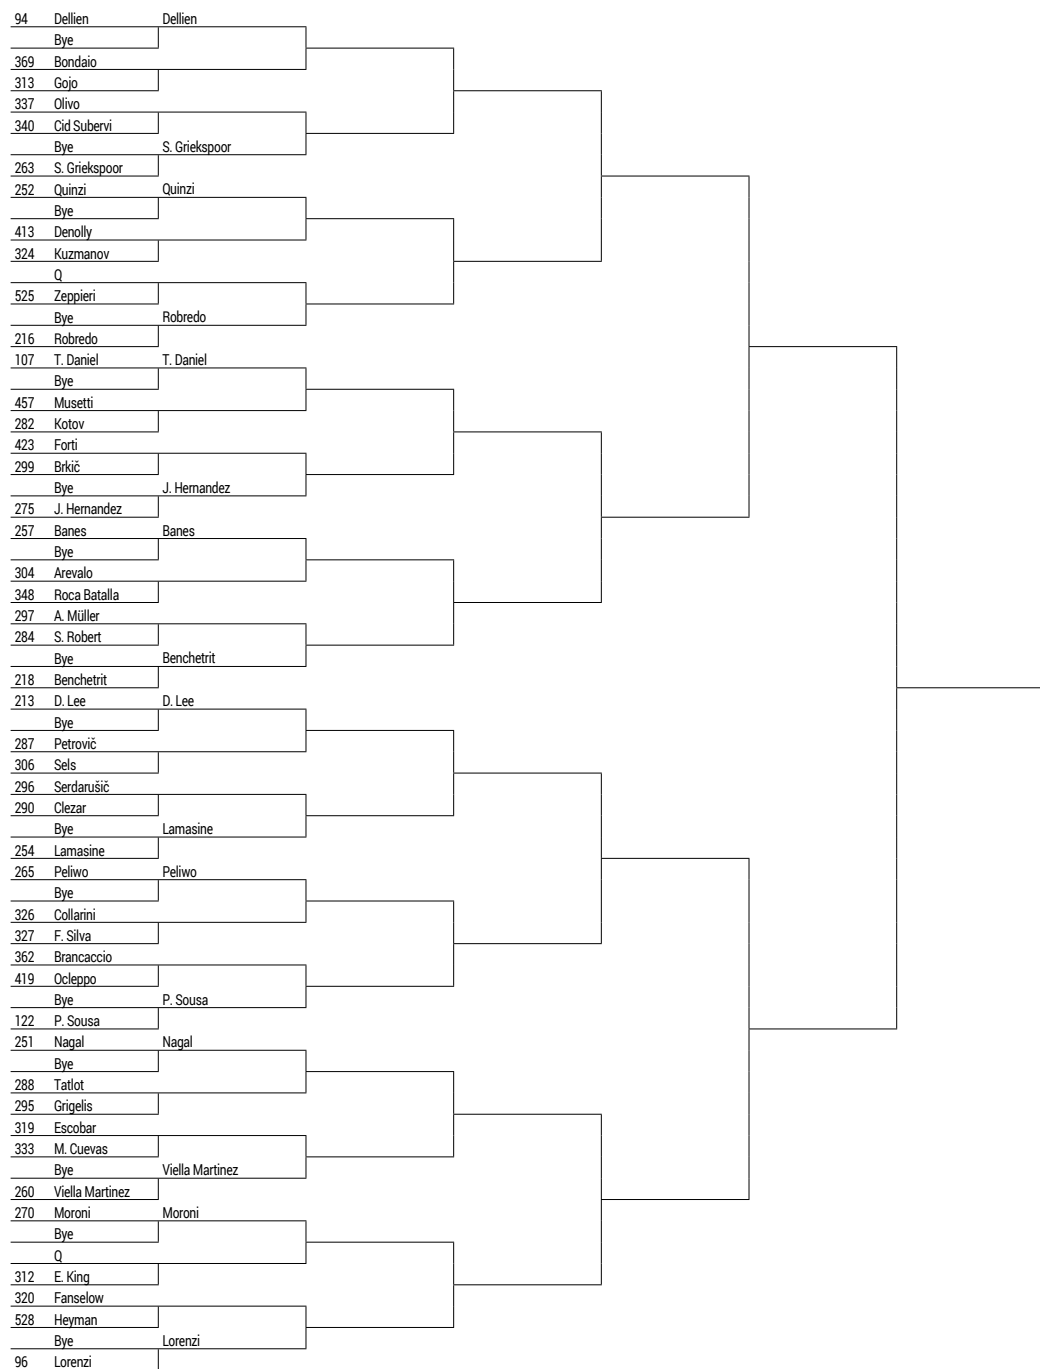 94 Dellien Dellien
Bye
369 Bondaio
313 Gojo
337 Olivo
340 Cid Subervi
Bye S. Griekspoor
263 S. Griekspoor
252 Quinzi Quinzi
Bye
413 Denolly
324 Kuzmanov
Q
525 Zeppieri
Bye Robredo
216 Robredo
107 T. Daniel T. Daniel
Bye
457 Musetti
282 Kotov
423 Forti
299 Brkič
Bye J. Hernandez
275 J. Hernandez
257 Banes Banes
Bye
304 Arevalo
348 Roca Batalla
297 A. Müller
284 S. Robert
Bye Benchetrit
218 Benchetrit
213 D. Lee D. Lee
Bye
287 Petrovič
306 Sels
296 Serdarušič
290 Clezar
Bye Lamasine
254 Lamasine
265 Peliwo Peliwo
Bye
326 Collarini
327 F. Silva
362 Brancaccio
419 Ocleppo
Bye P. Sousa
122 P. Sousa
251 Nagal Nagal
Bye
288 Tatlot
295 Grigelis
319 Escobar
333 M. Cuevas
Bye Viella Martinez
260 Viella Martinez
270 Moroni Moroni
Bye
Q
312 E. King
320 Fanselow
528 Heyman
Bye Lorenzi
96 Lorenzi